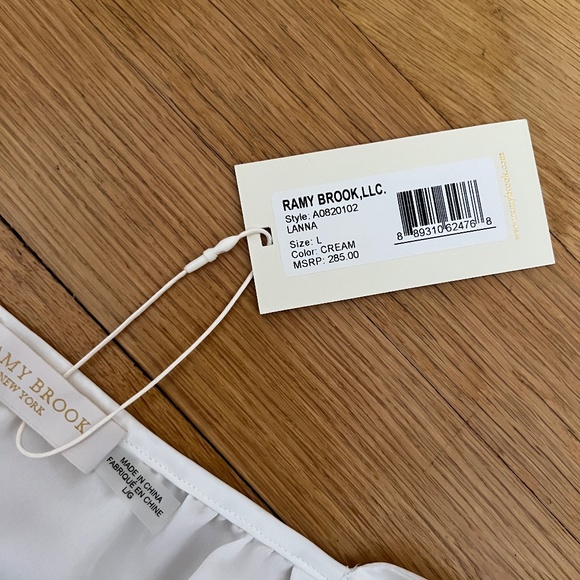 RAMY BROOK,LLC.
Style: A0820102
LANNA
Size: L
Color: CREAM
MSRP: 285.00
8 89310 62476 8
AMY BROOK
NEW YORK
MADE IN CHINA
FABRIQUÉ EN CHINE
L/G